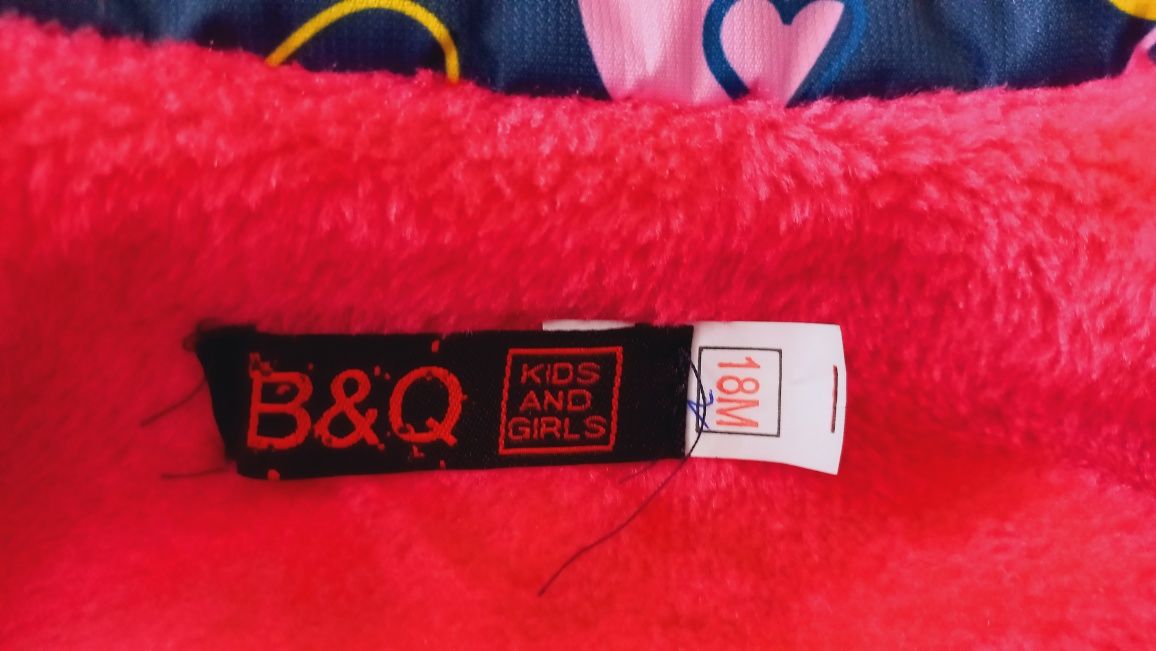 B&Q
KIDS
AND
GIRLS
18M